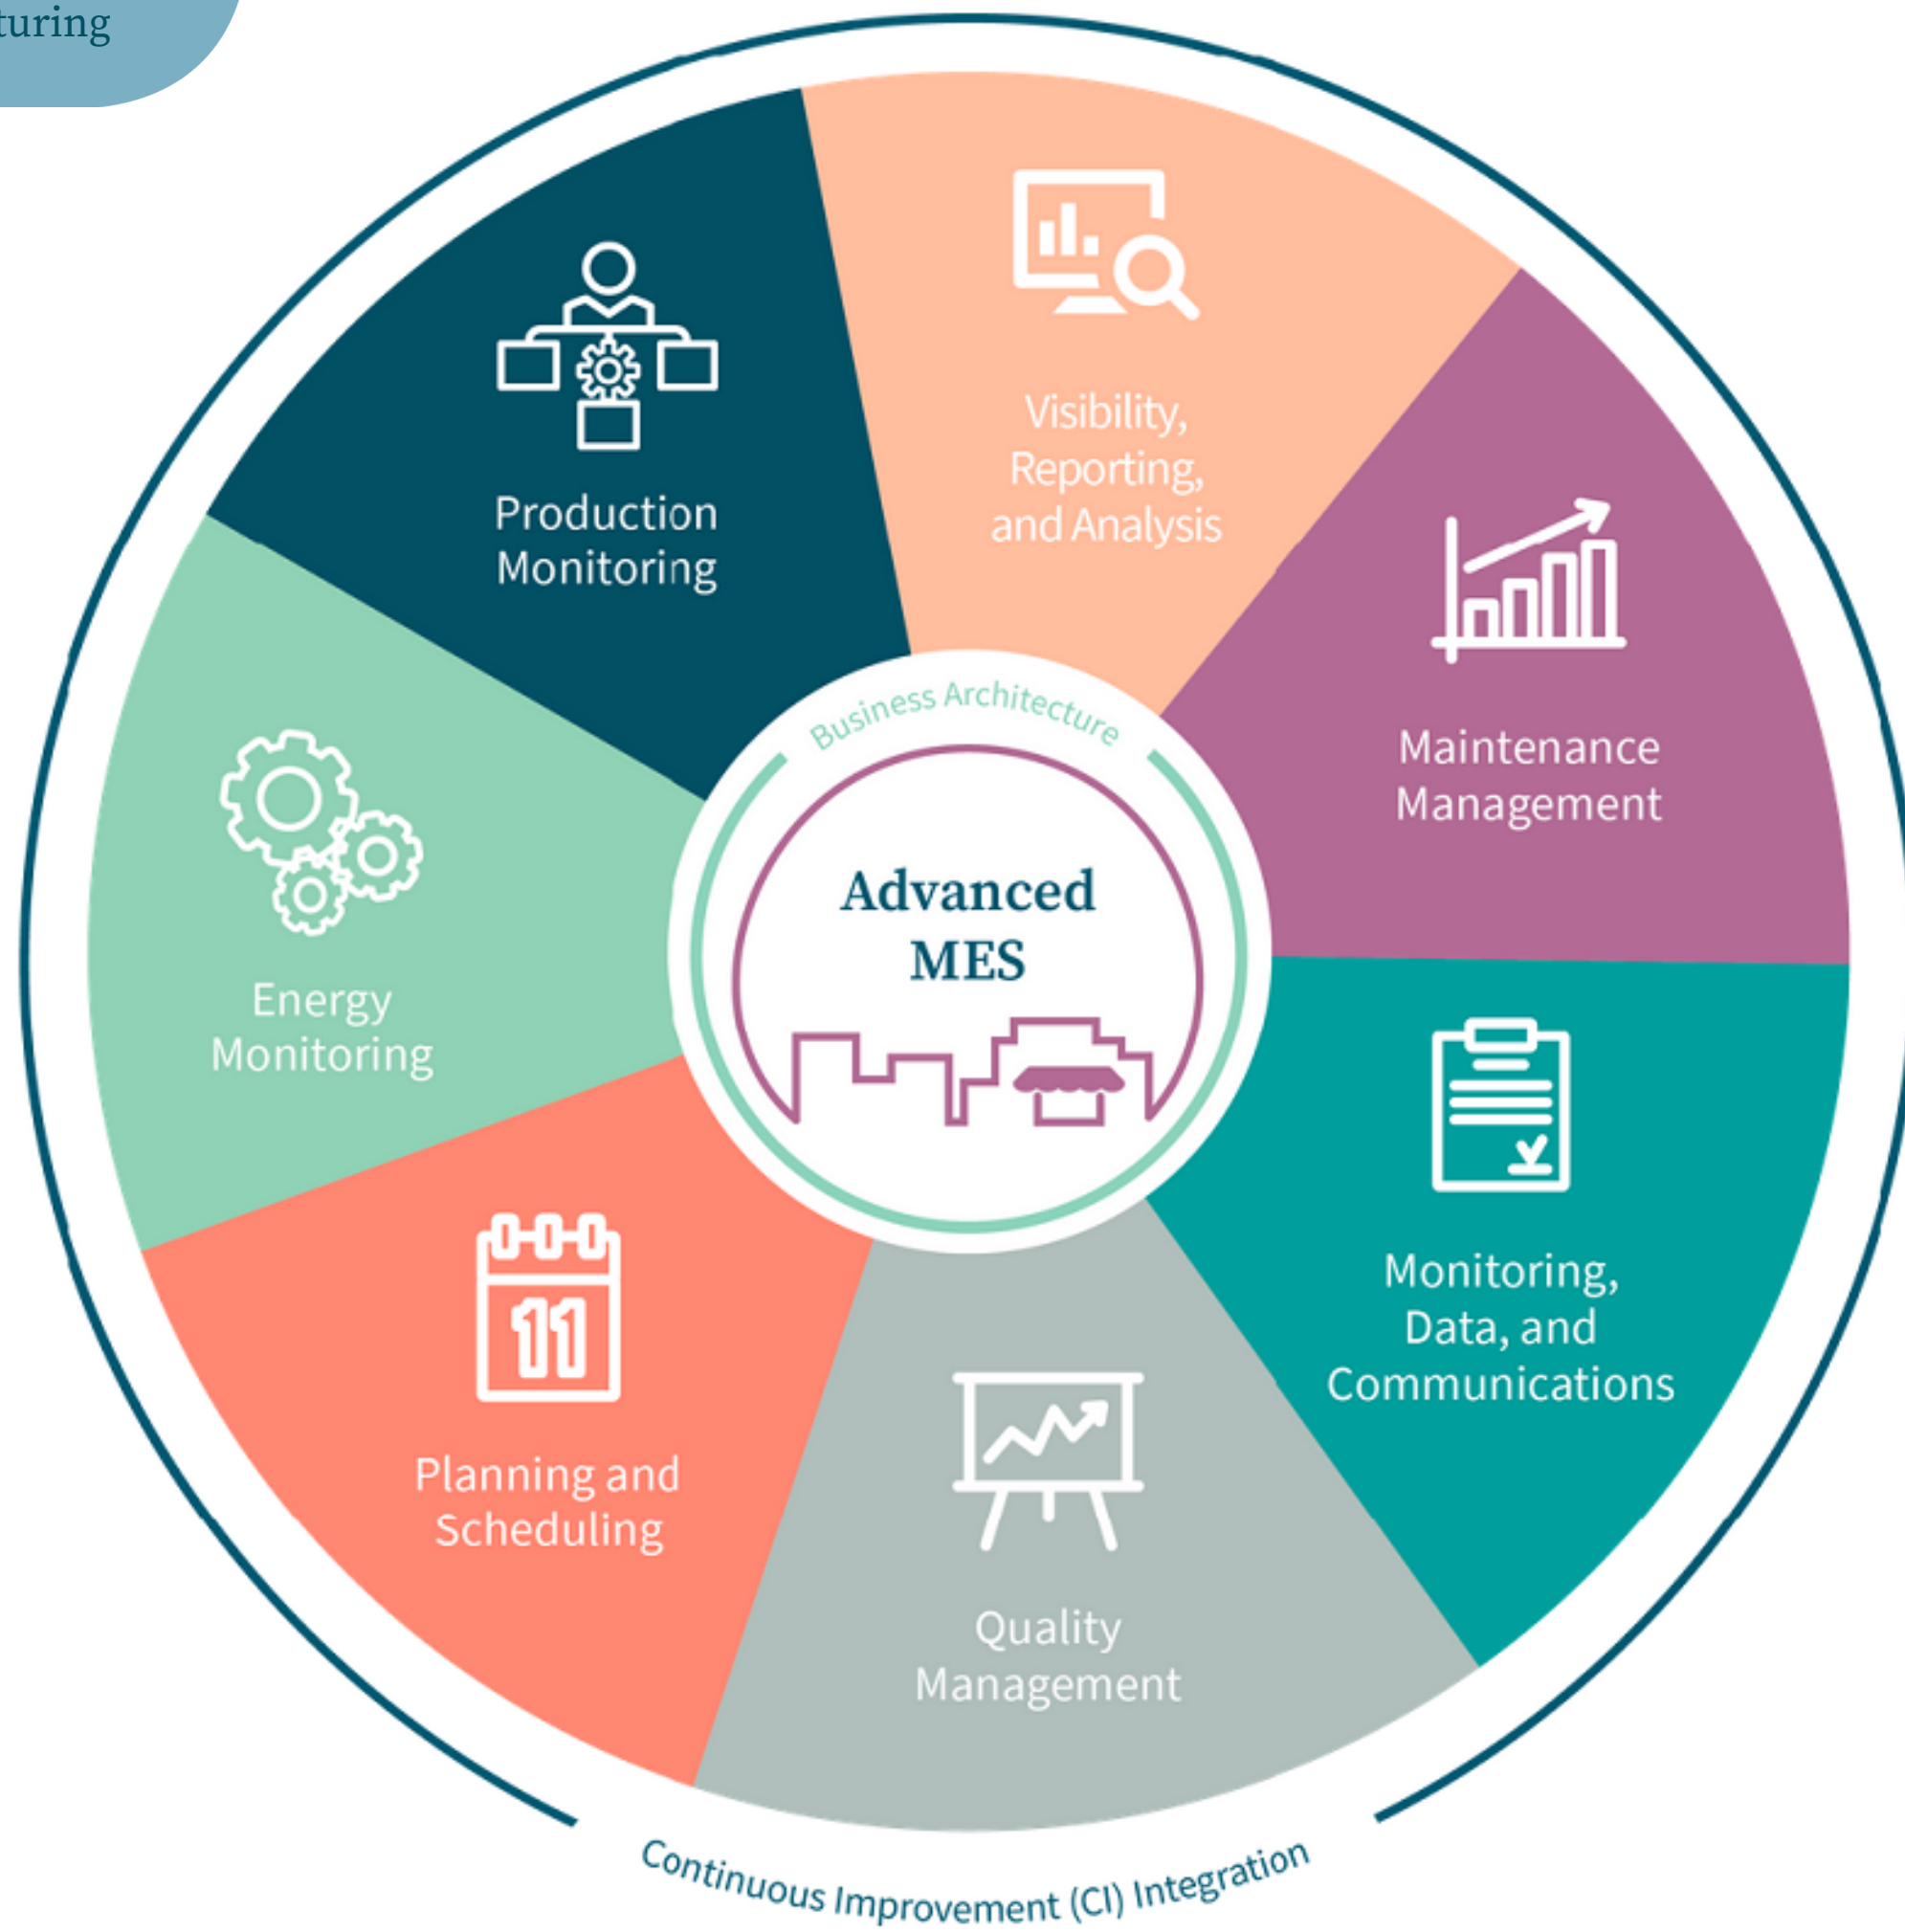 turing
Visibility,
Reporting,
and Analysis
Production
Monitoring
Maintenance
Management
Business Architecture
Advanced
MES
Energy
Monitoring
Monitoring,
Data, and
Communications
11
Planning and
Scheduling
Quality
Management
Continuous Improvement (CI) Integration